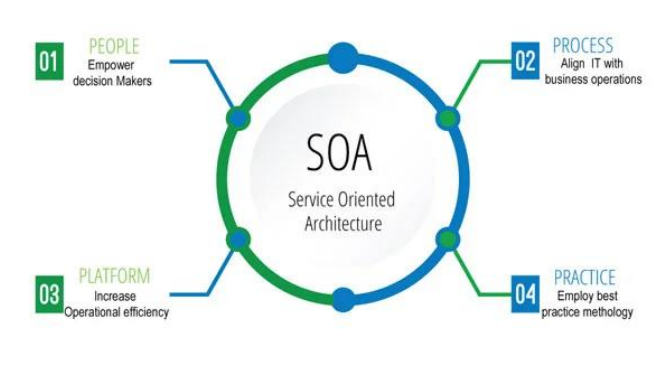 01
PEOPLE
Empower
decision Makers
02
PROCESS
Align IT with
business operations
SOA
Service Oriented
Architecture
03
PLATFORM
Increase
Operational efficiency
04
PRACTICE
Employ best
practice methology